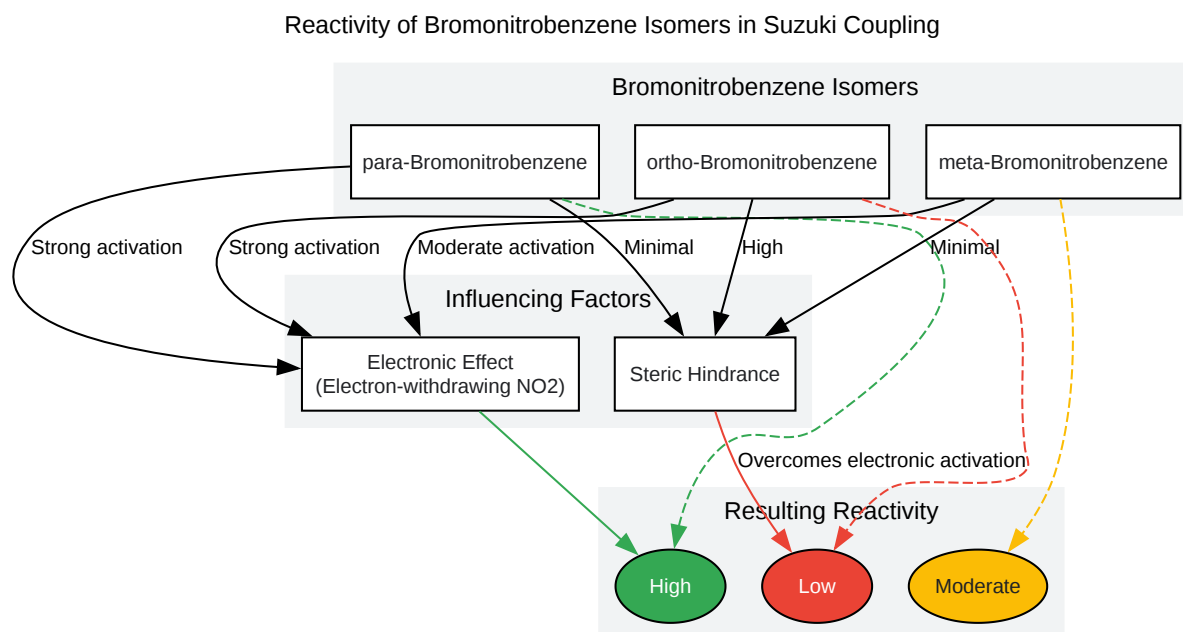 Reactivity of Bromonitrobenzene Isomers in Suzuki Coupling
Bromonitrobenzene Isomers
para-Bromonitrobenzene
ortho-Bromonitrobenzene
meta-Bromonitrobenzene
Strong activation
Strong activation
Moderate activation
Minimal
High
Minimal
Influencing Factors
Electronic Effect
(Electron-withdrawing NO2)
Steric Hindrance
Overcomes electronic activation
Resulting Reactivity
High
Low
Moderate